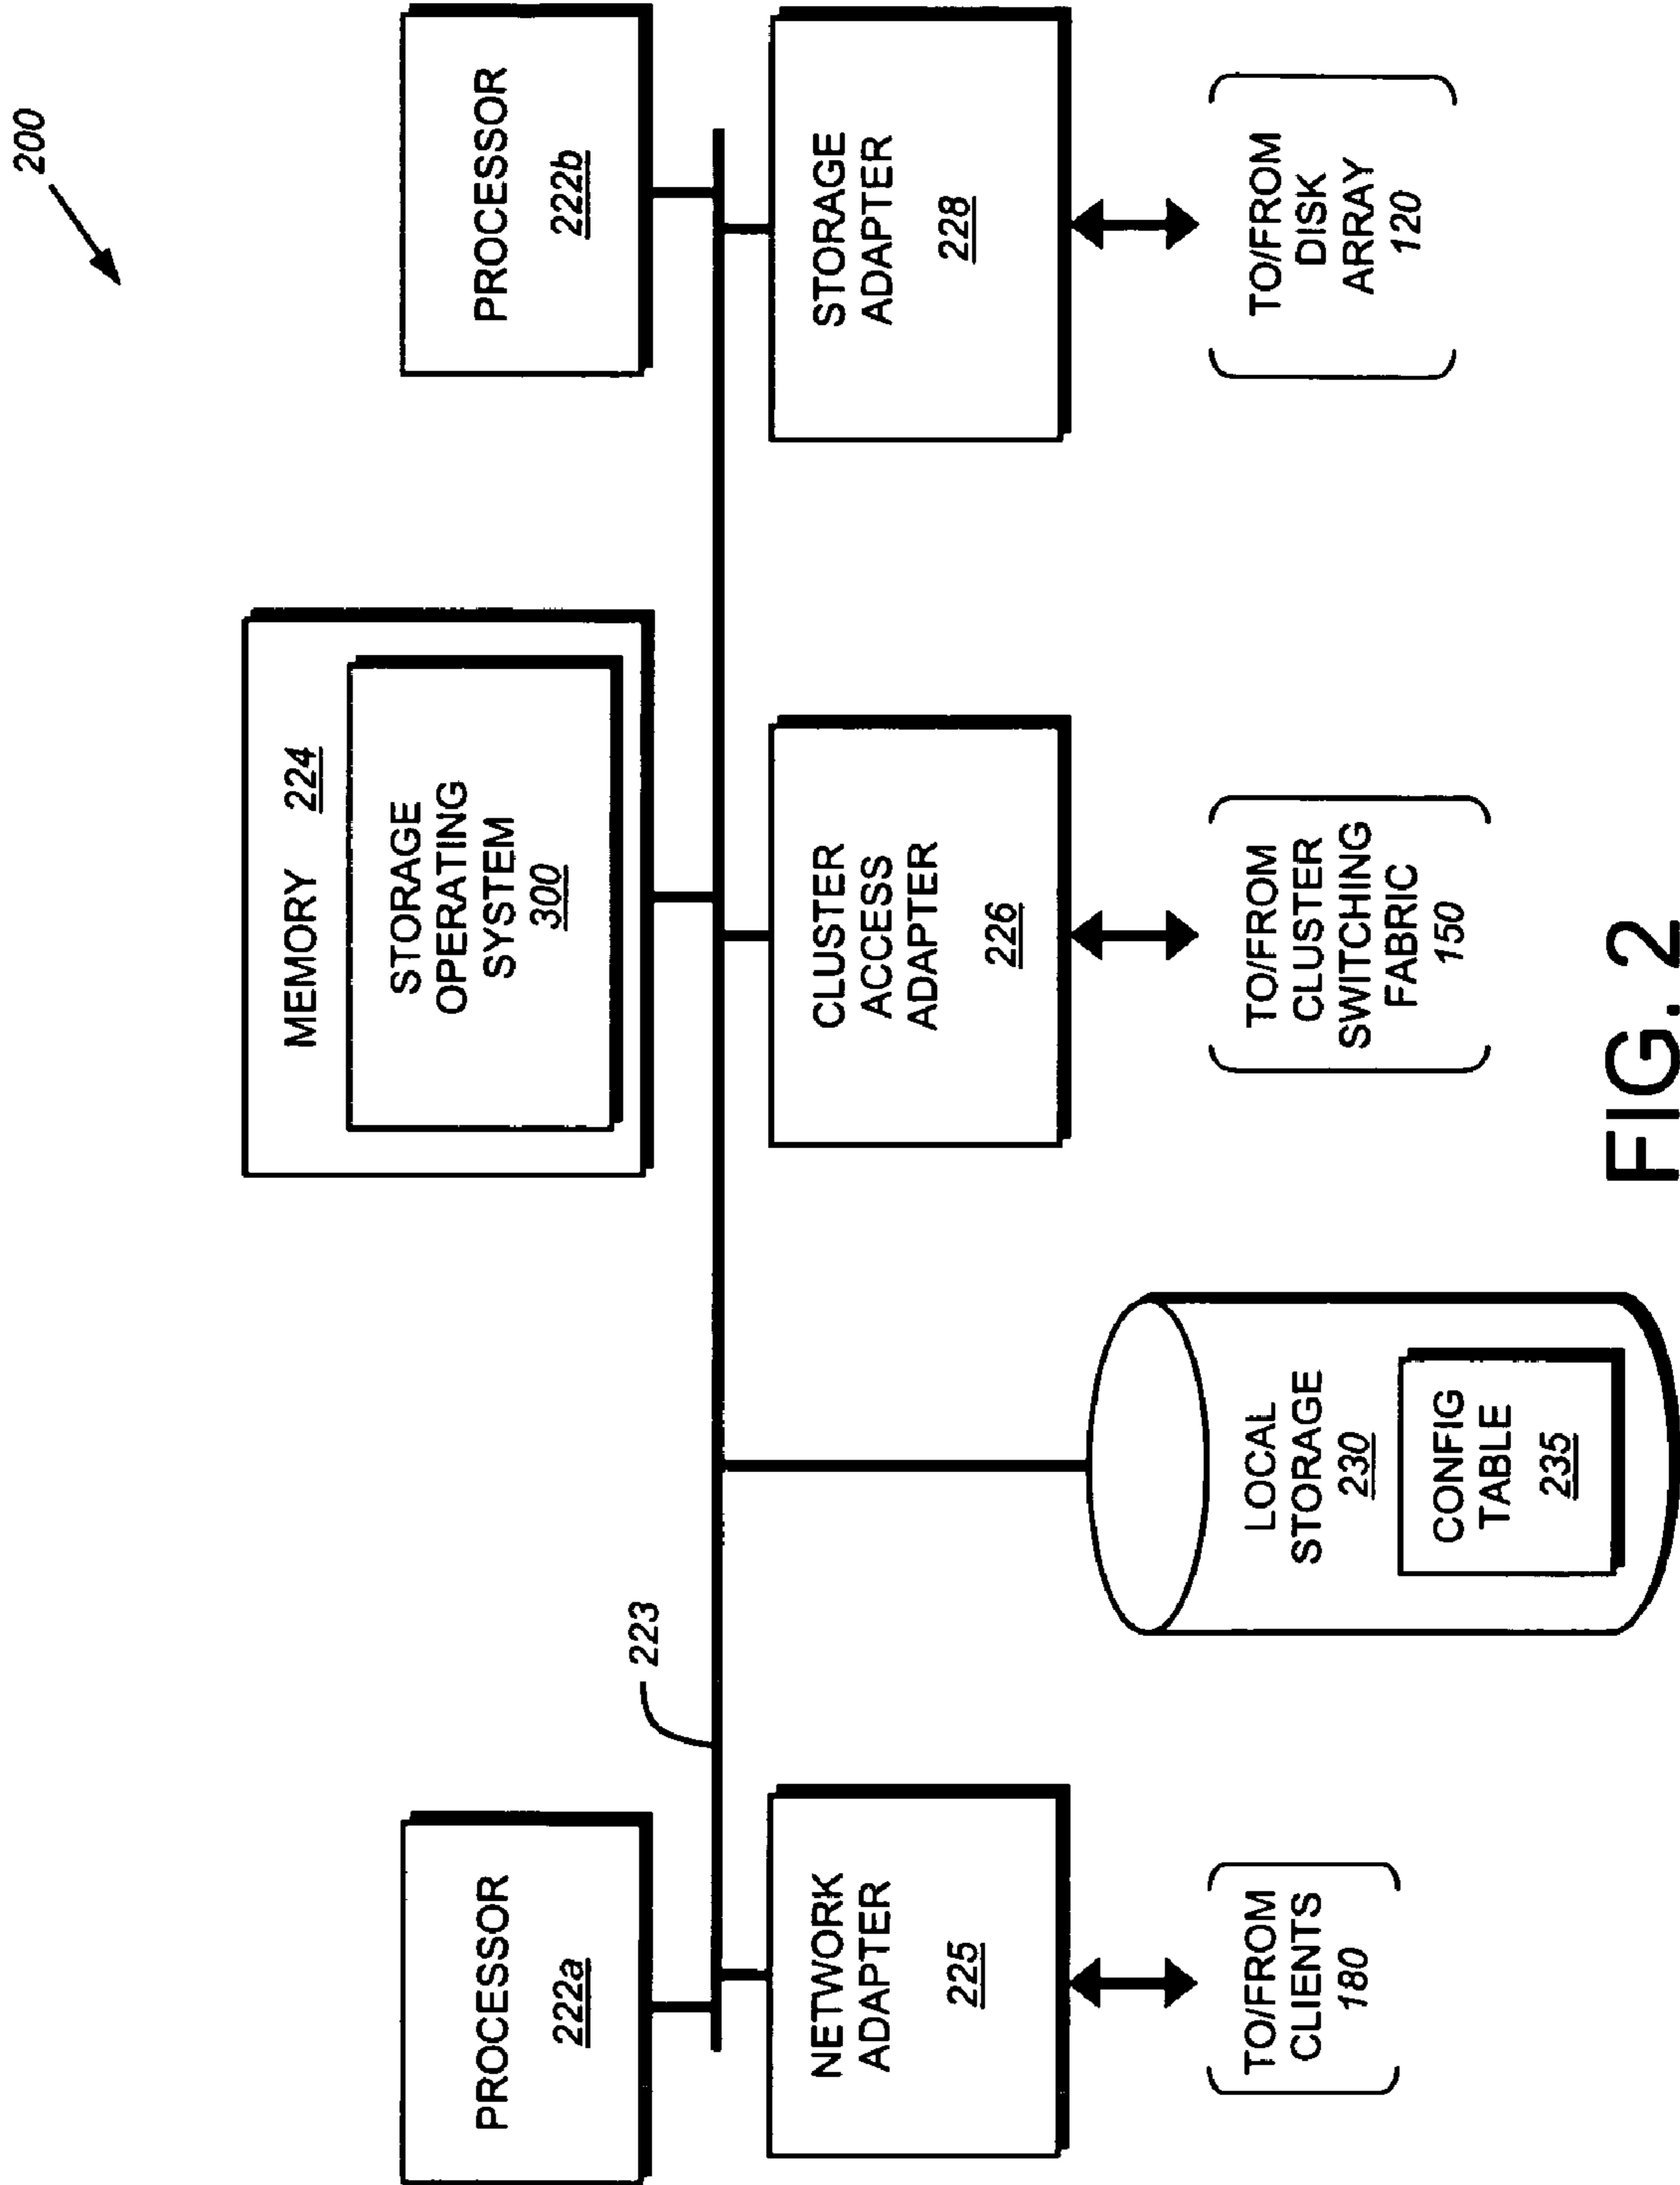 200
PROCESSOR
222a
MEMORY 224
STORAGE
OPERATING
SYSTEM
300
PROCESSOR
222b
223
NETWORK
ADAPTER
225
CLUSTER
ACCESS
ADAPTER
226
STORAGE
ADAPTER
228
LOCAL
STORAGE
230
CONFIG
TABLE
235
TO/FROM
CLIENTS
180
TO/FROM
CLUSTER
SWITCHING
FABRIC
150
TO/FROM
DISK
ARRAY
120
FIG. 2